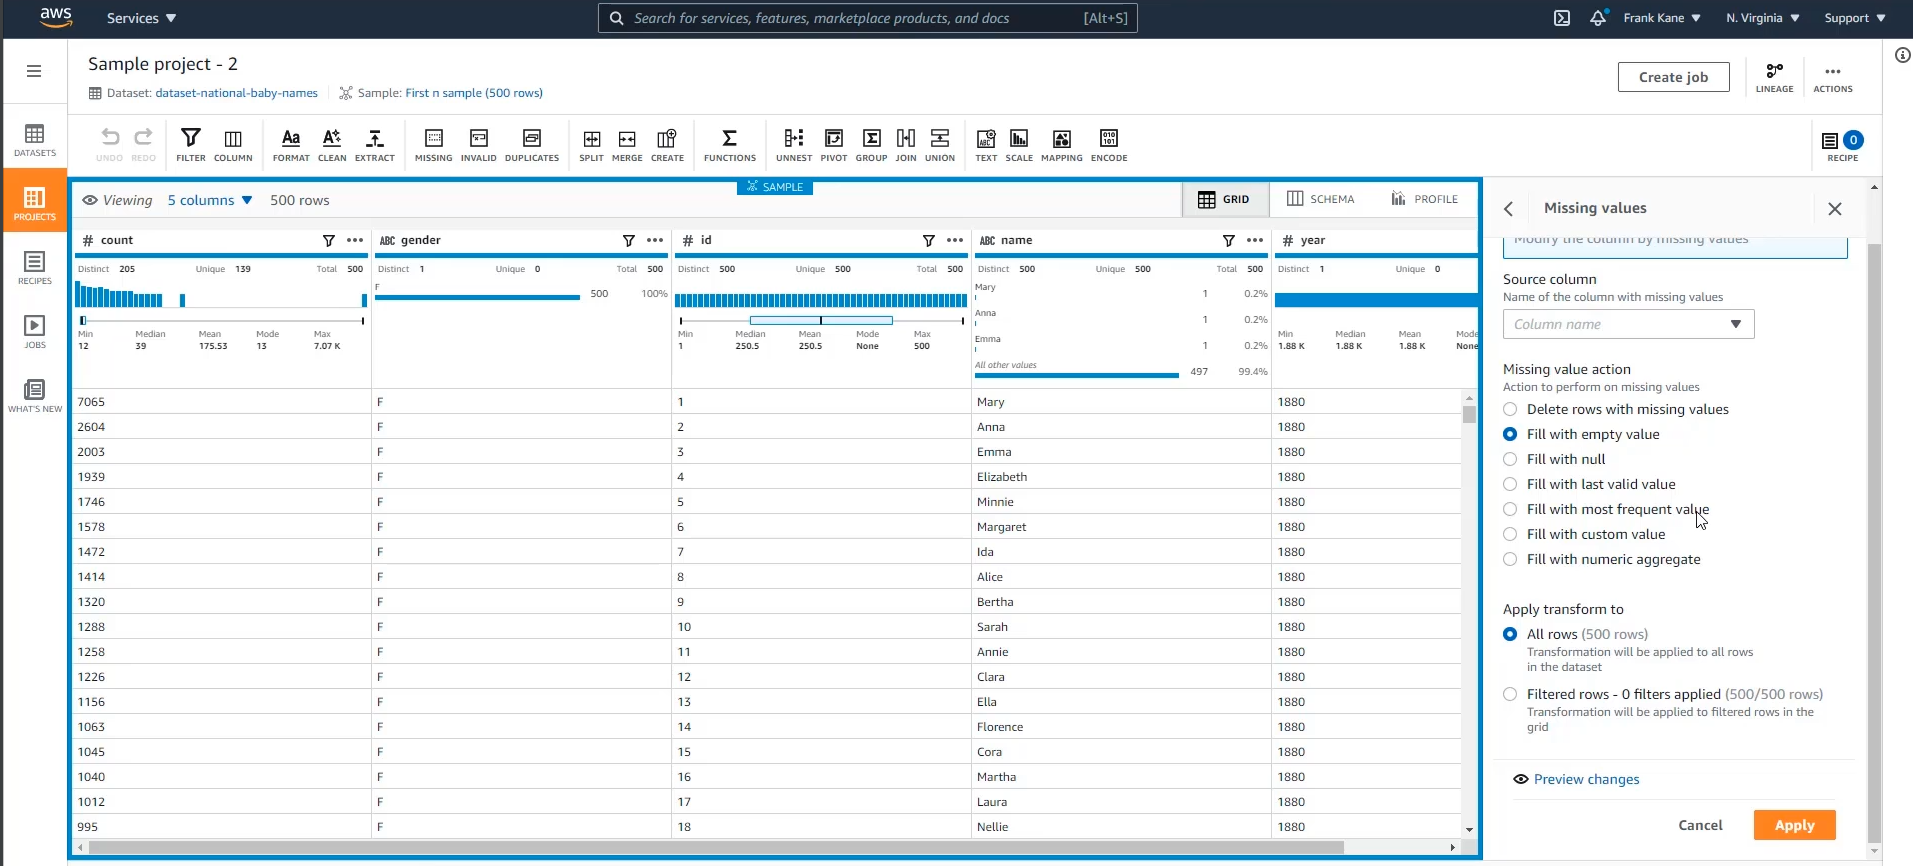 aws Services Search for services, features, marketplace products, and docs [Alt+S] Frank Kane N. Virginia Support
Sample project - 2
Dataset: dataset-national-baby-names Sample: First n sample (500 rows)
Create job LINEAGE ACTIONS
DATASETS
PROJECTS
RECIPES
JOBS
WHAT'S NEW
UNDO REDO FILTER COLUMN FORMAT CLEAN EXTRACT MISSING INVALID DUPLICATES SPLIT MERGE CREATE FUNCTIONS UNNEST PIVOT GROUP JOIN UNION TEXT SCALE MAPPING ENCODE 0 RECIPE
SAMPLE
Viewing 5 columns 500 rows GRID SCHEMA PROFILE
# count ABC gender # id ABC name # year
Distinct 205 Unique 139 Total 500 Distinct 1 Unique 0 Total 500 Distinct 500 Unique 500 Total 500 Distinct 500 Unique 500 Total 500 Distinct 1 Unique 0
F 500 100%
Mary 1 0.2%
Anna 1 0.2%
Emma 1 0.2%
All other values 497 99.4%
Min Median Mean Mode Max Min Median Mean Mode Max Min Median Mean Mode
12 39 175.53 13 7.07 K 1 250.5 250.5 None 500 1.88 K 1.88 K 1.88 K None
7065 F 1 Mary 1880
2604 F 2 Anna 1880
2003 F 3 Emma 1880
1939 F 4 Elizabeth 1880
1746 F 5 Minnie 1880
1578 F 6 Margaret 1880
1472 F 7 Ida 1880
1414 F 8 Alice 1880
1320 F 9 Bertha 1880
1288 F 10 Sarah 1880
1258 F 11 Annie 1880
1226 F 12 Clara 1880
1156 F 13 Ella 1880
1063 F 14 Florence 1880
1045 F 15 Cora 1880
1040 F 16 Martha 1880
1012 F 17 Laura 1880
995 F 18 Nellie 1880
Missing values
Modify the column by missing values
Source column
Name of the column with missing values
Column name
Missing value action
Action to perform on missing values
Delete rows with missing values
Fill with empty value
Fill with null
Fill with last valid value
Fill with most frequent value
Fill with custom value
Fill with numeric aggregate
Apply transform to
All rows (500 rows)
Transformation will be applied to all rows
in the dataset
Filtered rows - 0 filters applied (500/500 rows)
Transformation will be applied to filtered rows in the
grid
Preview changes
Cancel Apply